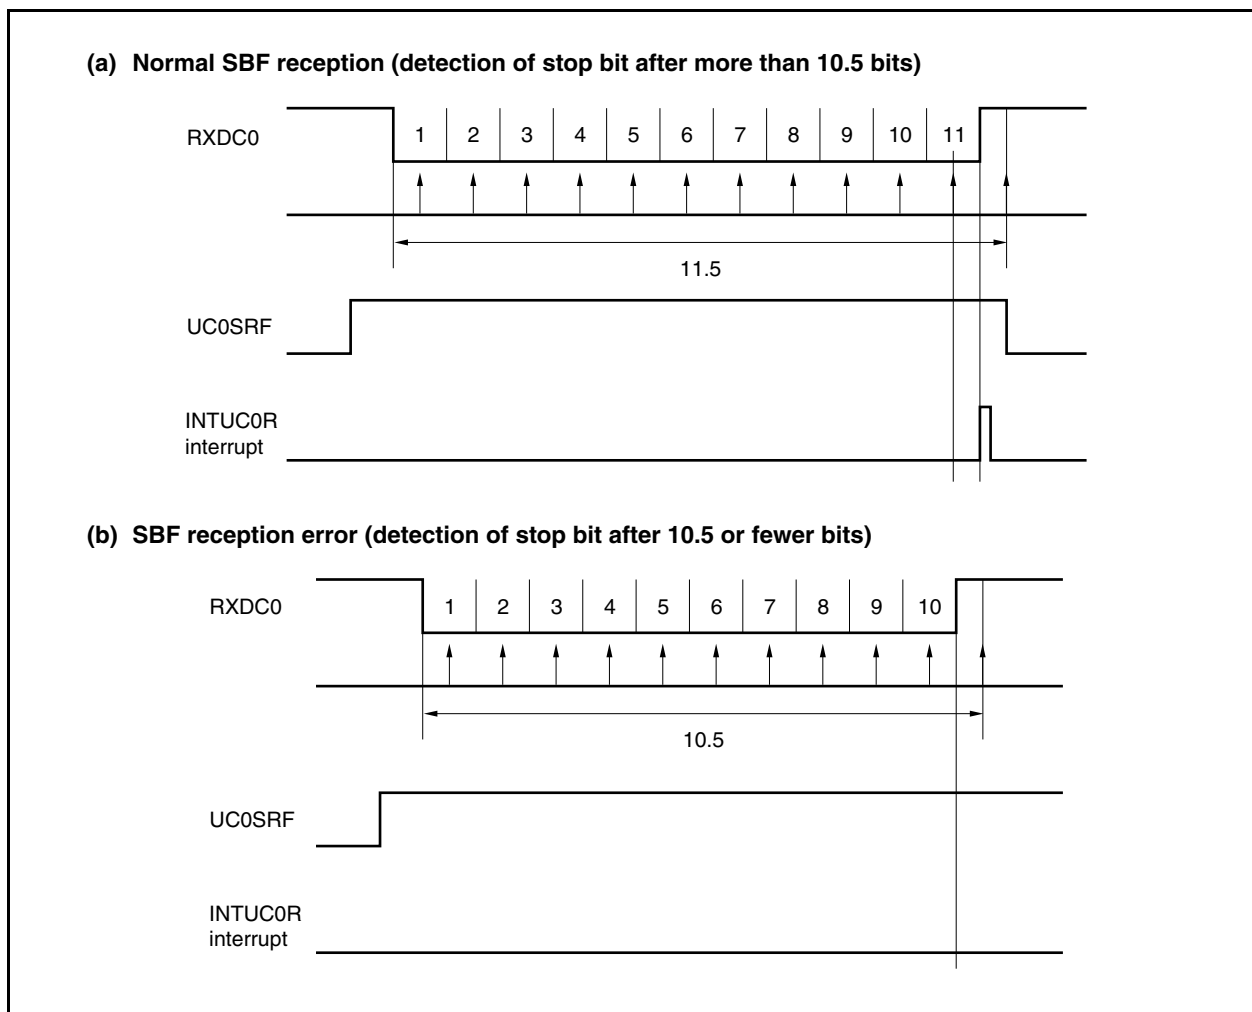 (a) Normal SBF reception (detection of stop bit after more than 10.5 bits)
RXDC0
1 2 3 4 5 6 7 8 9 10 11
11.5
UC0SRF
INTUC0R
interrupt
(b) SBF reception error (detection of stop bit after 10.5 or fewer bits)
RXDC0
1 2 3 4 5 6 7 8 9 10
10.5
UC0SRF
INTUC0R
interrupt